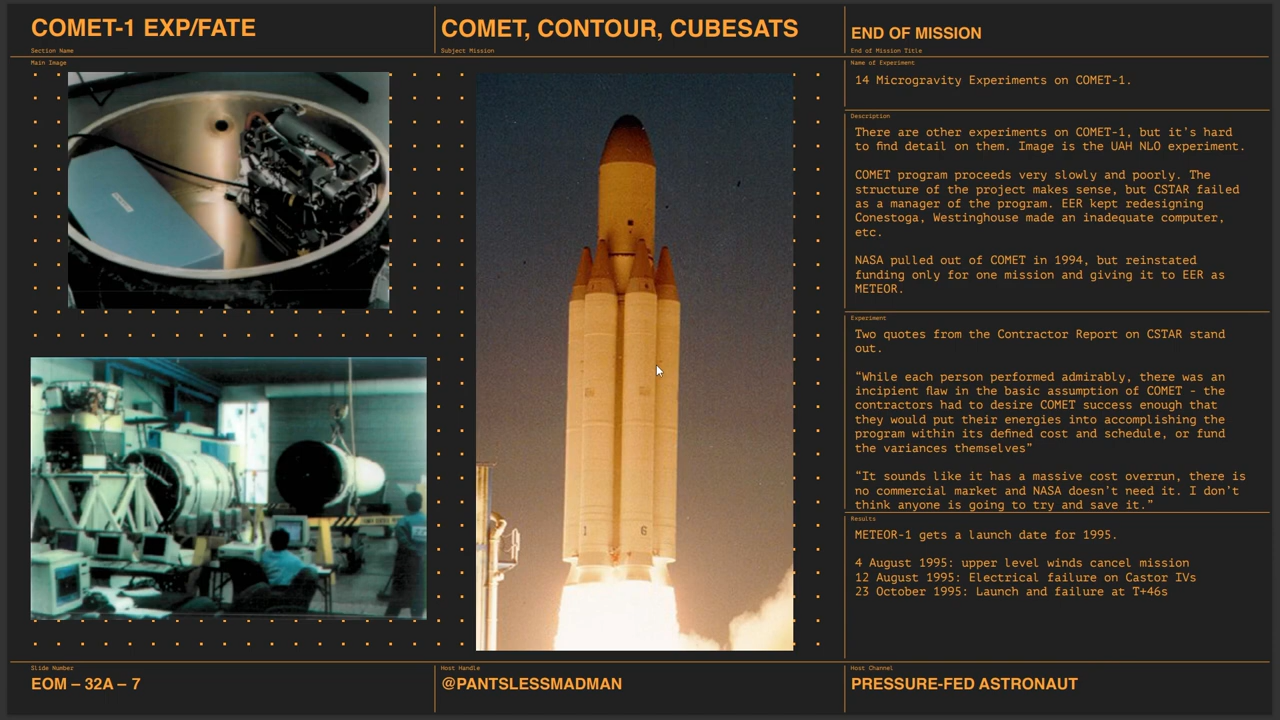 COMET-1 EXP/FATE
Section Name
COMET, CONTOUR, CUBESATS
Subject Mission
END OF MISSION
End of Mission Title
Main Image
Name of Experiment
14 Microgravity Experiments on COMET-1.
Description
There are other experiments on COMET-1, but it's hard
to find detail on them. Image is the UAH NLO experiment.
COMET program proceeds very slowly and poorly. The
structure of the project makes sense, but CSTAR failed
as a manager of the program. EER kept redesigning
Conestoga, Westinghouse made an inadequate computer,
etc.
NASA pulled out of COMET in 1994, but reinstated
funding only for one mission and giving it to EER as
METEOR.
Experiment
Two quotes from the Contractor Report on CSTAR stand
out.
“While each person performed admirably, there was an
incipient flaw in the basic assumption of COMET - the
contractors had to desire COMET success enough that
they would put their energies into accomplishing the
program within its defined cost and schedule, or fund
the variances themselves”
“It sounds like it has a massive cost overrun, there is
no commercial market and NASA doesn't need it. I don't
think anyone is going to try and save it.”
Results
METEOR-1 gets a launch date for 1995.
4 August 1995: upper level winds cancel mission
12 August 1995: Electrical failure on Castor IVs
23 October 1995: Launch and failure at T+46s
1 6
Slide Number
EOM – 32A – 7
Host Handle
@PANTSLESSMADMAN
Host Channel
PRESSURE-FED ASTRONAUT